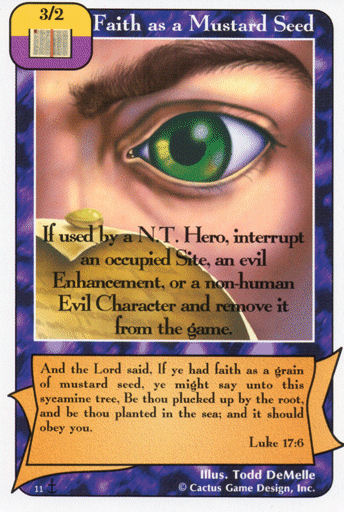 3/2
Faith as a Mustard Seed
If used by a N.T. Hero, interrupt
an occupied Site, an evil
Enhancement, or a non-human
Evil Character and remove it
from the game.
And the Lord said, If ye had faith as a grain
of mustard seed, ye might say unto this
sycamine tree, Be thou plucked up by the root,
and be thou planted in the sea; and it should
obey you.
Luke 17:6
Illus. Todd DeMelle
11
© Cactus Game Design, Inc.